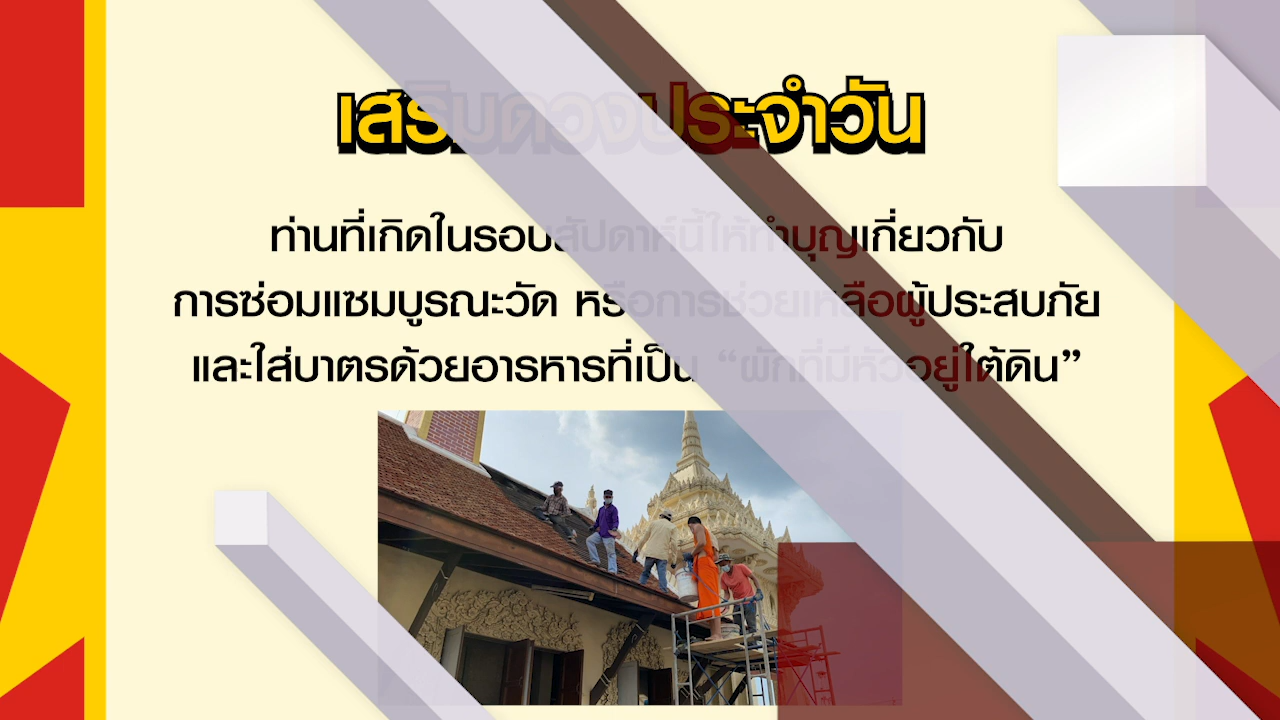 เสริมดวงประจำวัน
ท่านที่เกิดในรอบสัปดาห์นี้ให้ทำบุญเกี่ยวกับ
การซ่อมแซมบูรณะวัด หรือการช่วยเหลือผู้ประสบภัย
และใส่บาตรด้วยอารหารที่เป็น “ผักที่มีหัวอยู่ใต้ดิน”